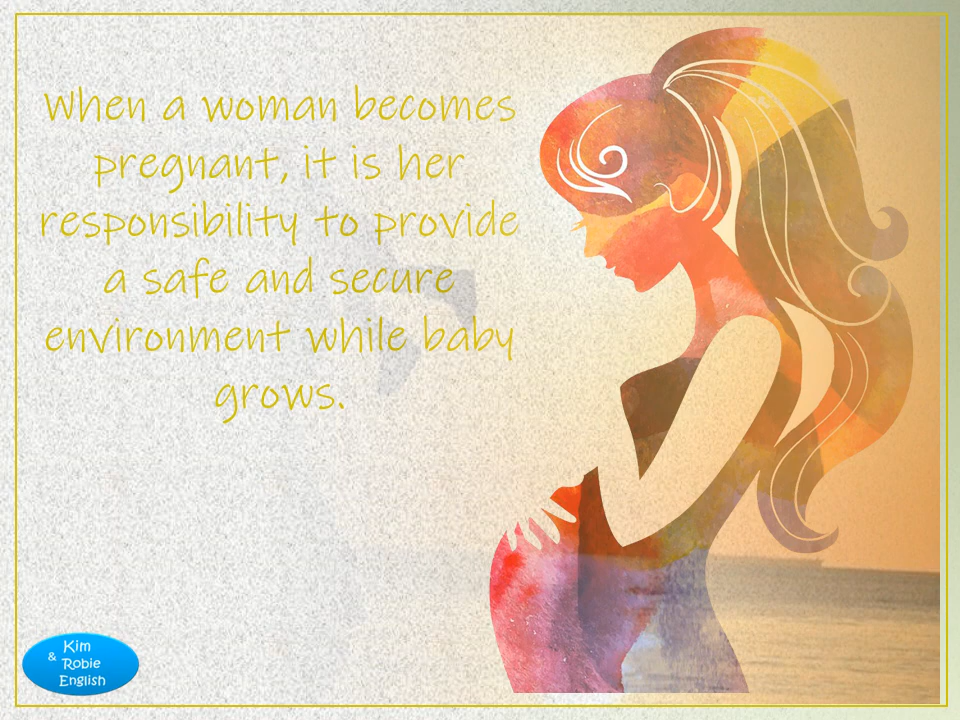 When a woman becomes
pregnant, it is her
responsibility to provide
a safe and secure
environment while baby
grows.
Kim
& Robie
English